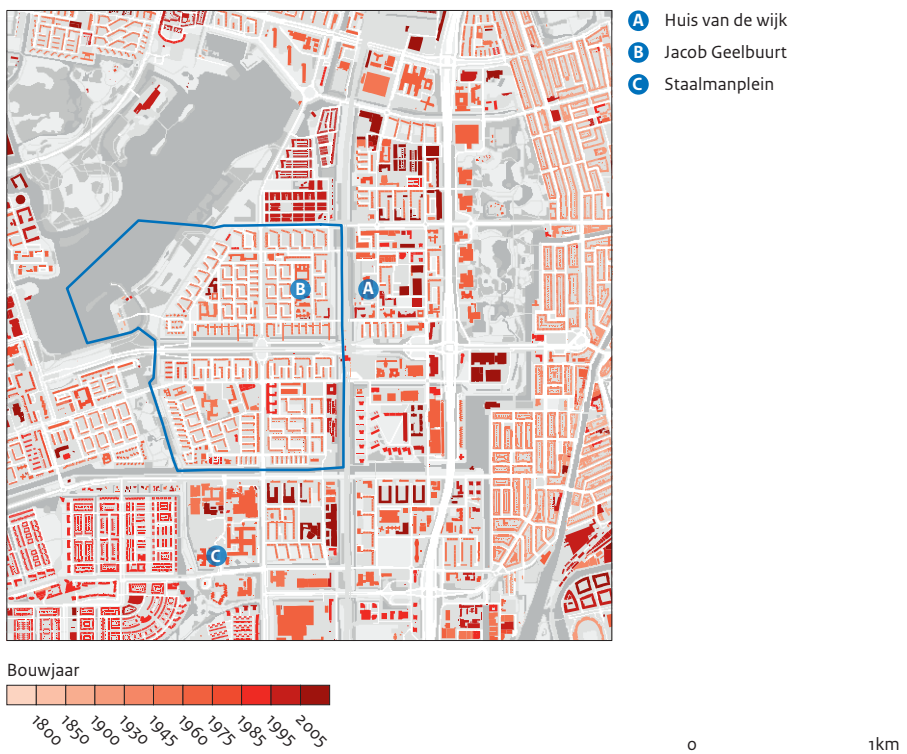 A Huis van de wijk
B Jacob Geelbuurt
C Staalmanplein
B
A
C
Bouwjaar
1800 1850 1900 1930 1945 1960 1975 1985 1995 2005
0 1km